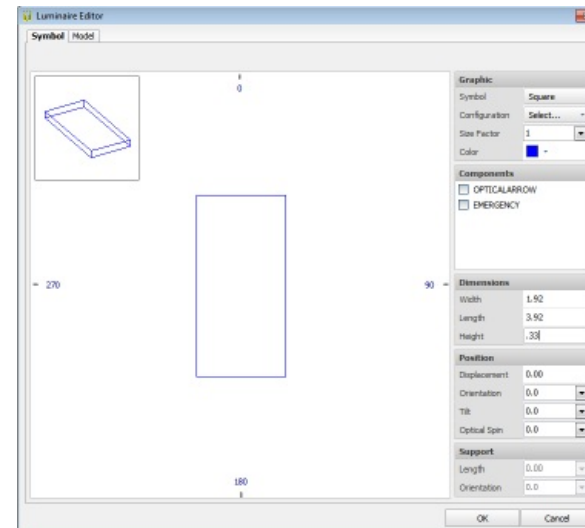 Luminaire Editor
Symbol Model
0
270
90
180
Graphic
Symbol Square
Configuration Select...
Size Factor 1
Color
Components
OPTICALARROW
EMERGENCY
Dimensions
Width 1.92
Length 3.92
Height .33
Position
Displacement 0.00
Orientation 0.0
Tilt 0.0
Optical Spin 0.0
Support
Length 0.00
Orientation 0.0
OK Cancel